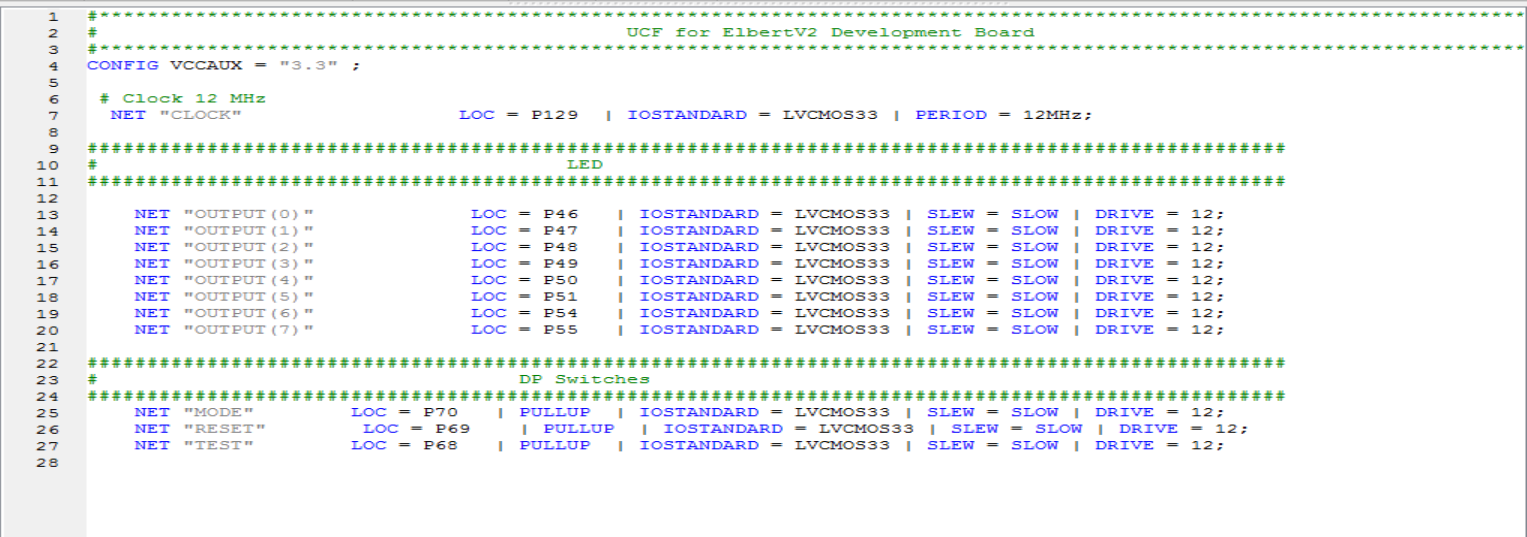 1 #************************************************************************************************************************
2 # UCF for ElbertV2 Development Board
3 #************************************************************************************************************************
4 CONFIG VCCAUX = "3.3" ;
5
6 # Clock 12 MHz
7 NET "CLOCK" LOC = P129 | IOSTANDARD = LVCMOS33 | PERIOD = 12MHz;
8
9 ####################################################################################################
10 # LED
11 ####################################################################################################
12
13 NET "OUTPUT(0)" LOC = P46 | IOSTANDARD = LVCMOS33 | SLEW = SLOW | DRIVE = 12;
14 NET "OUTPUT(1)" LOC = P47 | IOSTANDARD = LVCMOS33 | SLEW = SLOW | DRIVE = 12;
15 NET "OUTPUT(2)" LOC = P48 | IOSTANDARD = LVCMOS33 | SLEW = SLOW | DRIVE = 12;
16 NET "OUTPUT(3)" LOC = P49 | IOSTANDARD = LVCMOS33 | SLEW = SLOW | DRIVE = 12;
17 NET "OUTPUT(4)" LOC = P50 | IOSTANDARD = LVCMOS33 | SLEW = SLOW | DRIVE = 12;
18 NET "OUTPUT(5)" LOC = P51 | IOSTANDARD = LVCMOS33 | SLEW = SLOW | DRIVE = 12;
19 NET "OUTPUT(6)" LOC = P54 | IOSTANDARD = LVCMOS33 | SLEW = SLOW | DRIVE = 12;
20 NET "OUTPUT(7)" LOC = P55 | IOSTANDARD = LVCMOS33 | SLEW = SLOW | DRIVE = 12;
21
22 ####################################################################################################
23 # DP Switches
24 ####################################################################################################
25 NET "MODE" LOC = P70 | PULLUP | IOSTANDARD = LVCMOS33 | SLEW = SLOW | DRIVE = 12;
26 NET "RESET" LOC = P69 | PULLUP | IOSTANDARD = LVCMOS33 | SLEW = SLOW | DRIVE = 12;
27 NET "TEST" LOC = P68 | PULLUP | IOSTANDARD = LVCMOS33 | SLEW = SLOW | DRIVE = 12;
28